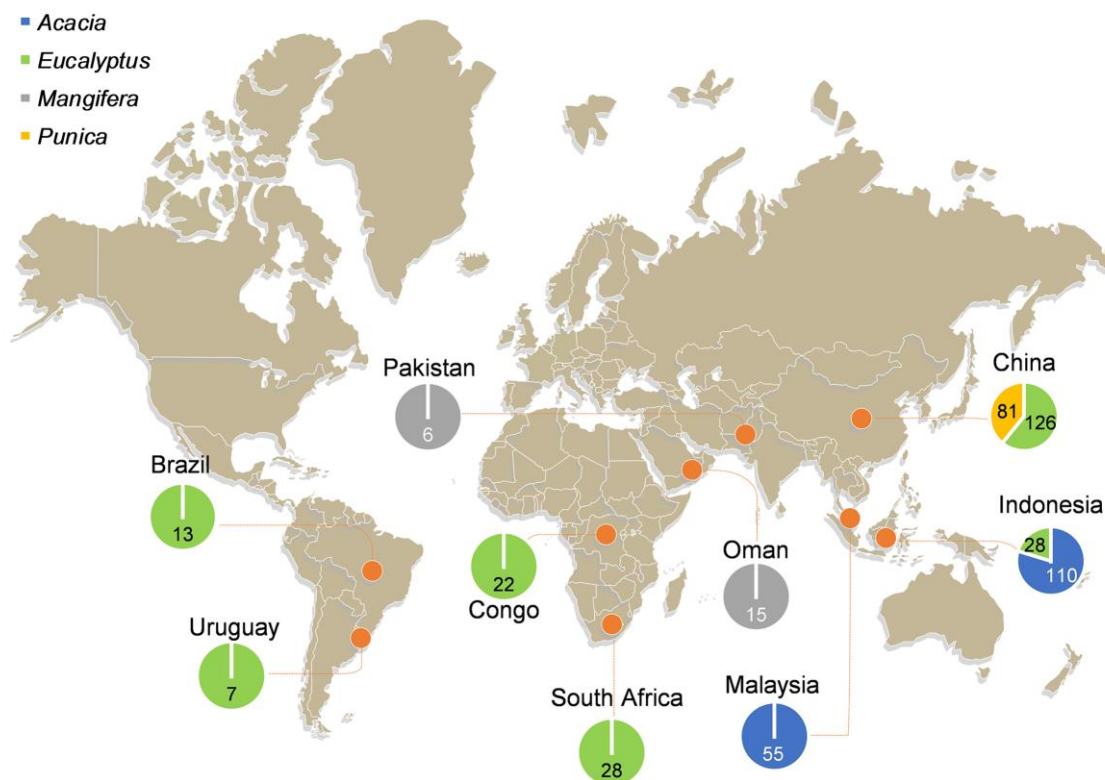 Acacia
Eucalyptus
Mangifera
Punica
Pakistan
6
China
81
126
Brazil
13
Indonesia
28
110
Congo
22
Oman
15
Uruguay
7
South Africa
28
Malaysia
55